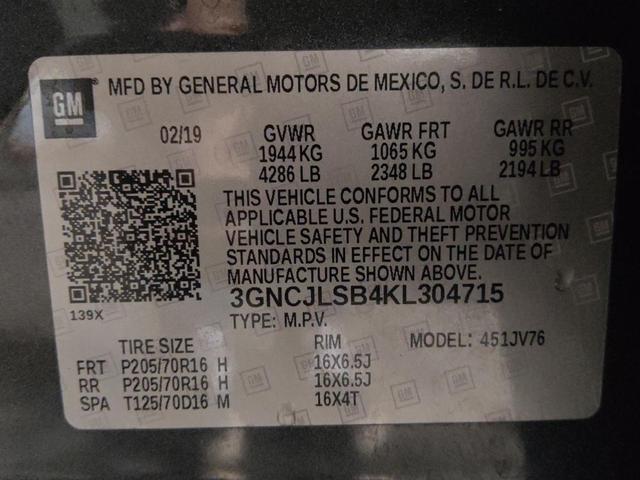 GM® MFD BY GENERAL MOTORS DE MEXICO, S. DE R.L. DE C.V.
02/19 GVWR GAWR FRT GAWR RR
1944 KG 1065 KG 995 KG
4286 LB 2348 LB 2194 LB
THIS VEHICLE CONFORMS TO ALL
APPLICABLE U.S. FEDERAL MOTOR
VEHICLE SAFETY AND THEFT PREVENTION
STANDARDS IN EFFECT ON THE DATE OF
MANUFACTURE SHOWN ABOVE.
139X 3GNCJLSB4KL304715
TYPE: M.P.V.
TIRE SIZE RIM MODEL: 451JV76
FRT P205/70R16 H 16X6.5J
RR P205/70R16 H 16X6.5J
SPA T125/70D16 M 16X4T